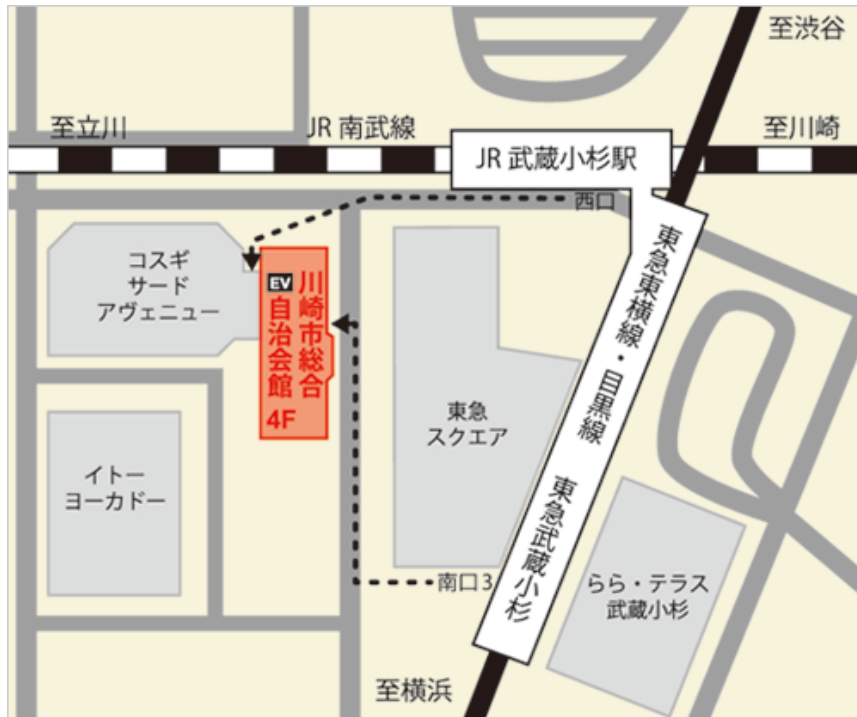 至渋谷
至立川
JR 南武線
至川崎
JR 武蔵小杉駅
西口
コスギ
サード
アヴェニュー
EV
川崎市総合
自治会館
4F
東急東横線・目黒線
東急武蔵小杉
東急
スクエア
イトー
ヨーカドー
南口3
らら・テラス
武蔵小杉
至横浜